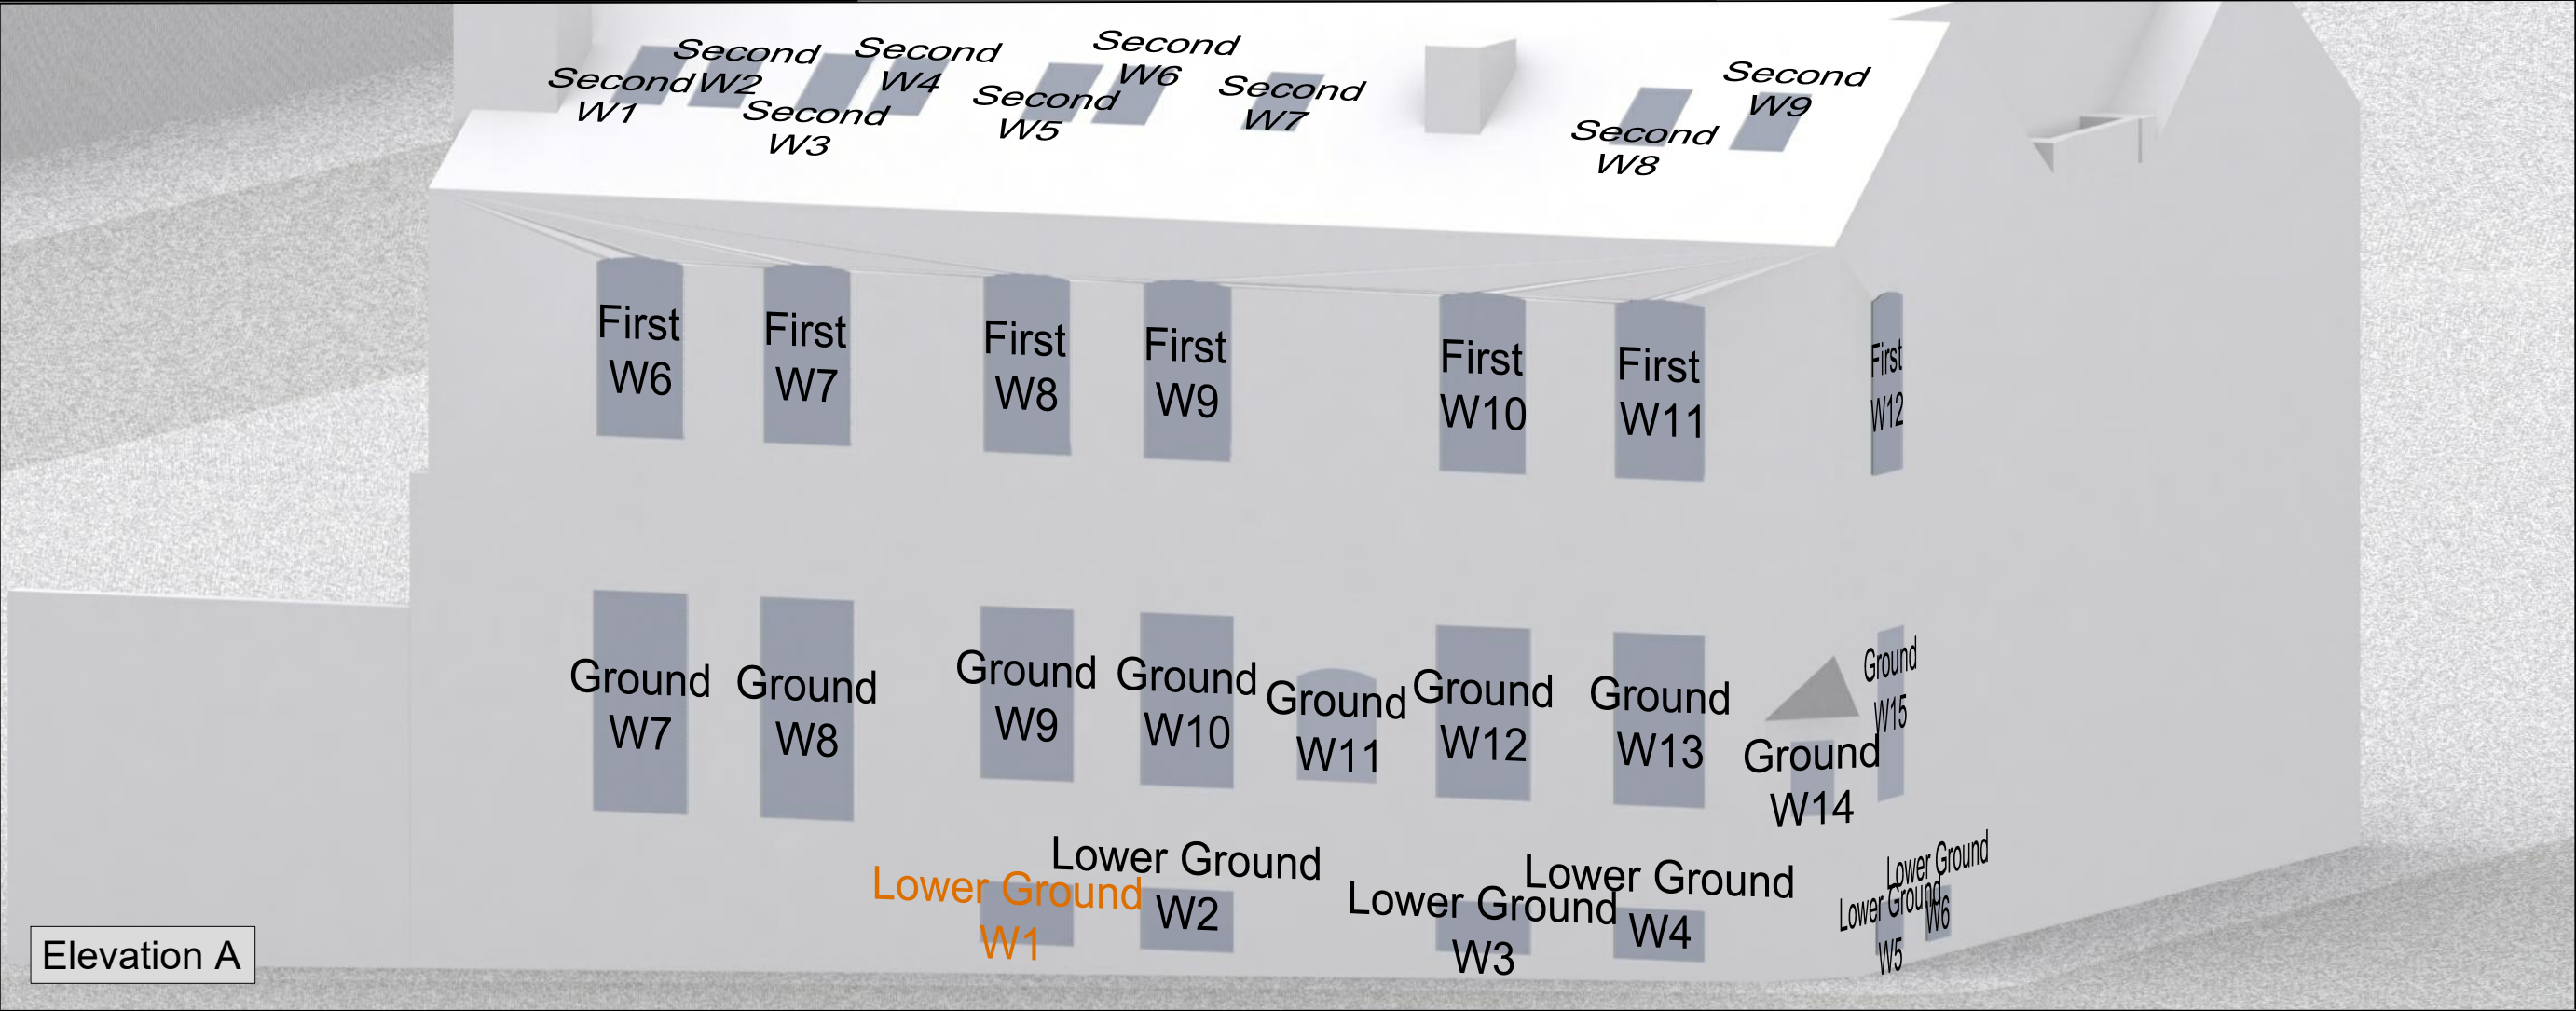 Second
W1
Second
W2
Second
W3
Second
W4
Second
W5
Second
W6
Second
W7
Second
W8
Second
W9
First
W6
First
W7
First
W8
First
W9
First
W10
First
W11
First
W12
Ground
W7
Ground
W8
Ground
W9
Ground
W10
Ground
W11
Ground
W12
Ground
W13
Ground
W14
Ground
W15
Lower Ground
W1
Lower Ground
W2
Lower Ground
W3
Lower Ground
W4
Lower Ground
W5
Lower Ground
W6
Elevation A